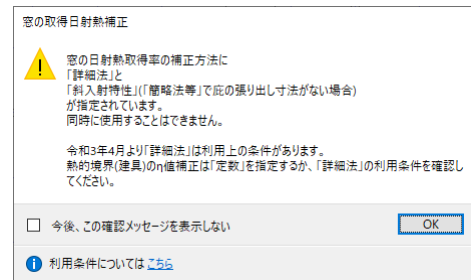 窓の取得日射熱補正
窓の日射熱取得率の補正方法に
「詳細法」と
「斜入射特性」(「簡略法等」で庇の張り出し寸法がない場合)
が指定されています。
同時に使用することはできません。
令和3年4月より「詳細法」は利用上の条件があります。
熱的境界(建具)のη値補正は「定数」を指定するか、「詳細法」の利用条件を確認し
てください。
今後、この確認メッセージを表示しない
OK
利用条件については こちら